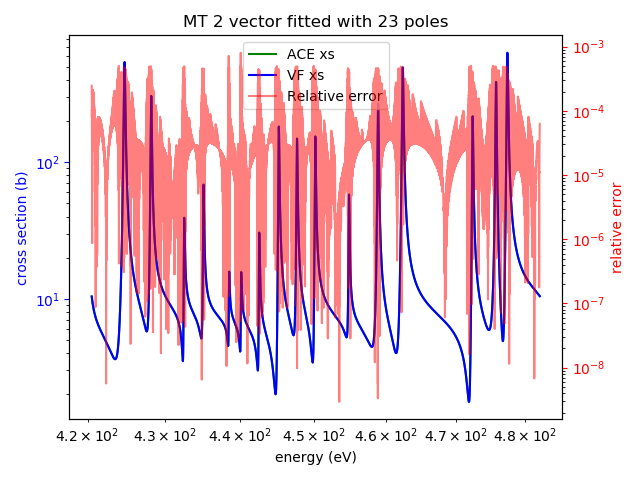 MT 2 vector fitted with 23 poles
ACE xs
VF xs
Relative error
cross section (b)
10²
10¹
relative error
10⁻³
10⁻⁴
10⁻⁵
10⁻⁶
10⁻⁷
10⁻⁸
4.2 × 10² 4.3 × 10² 4.4 × 10² 4.5 × 10² 4.6 × 10² 4.7 × 10² 4.8 × 10²
energy (eV)